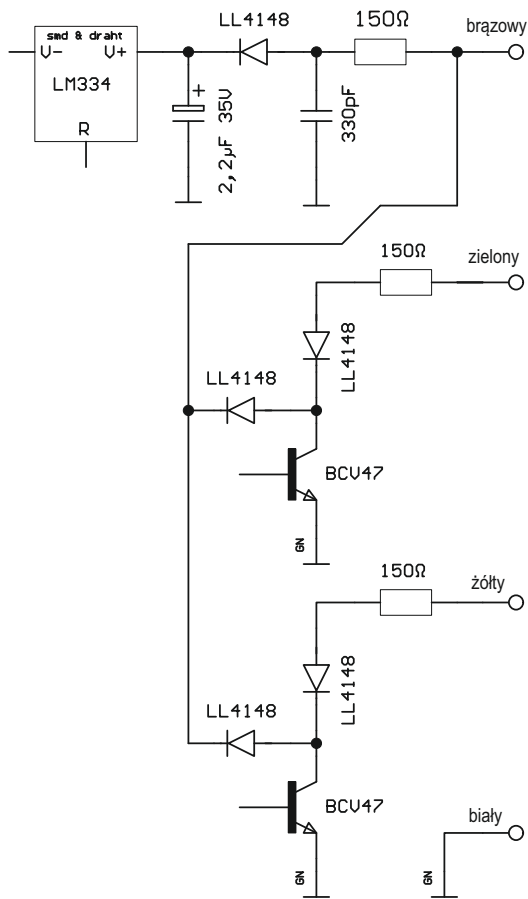 smd & draht
V- V+
LM334
R
+
35V
2,2µF
LL4148
330pF
150Ω
brązowy
150Ω
zielony
LL4148
LL4148
BCV47
GN
150Ω
żółty
LL4148
LL4148
BCV47
GN
biały
GN